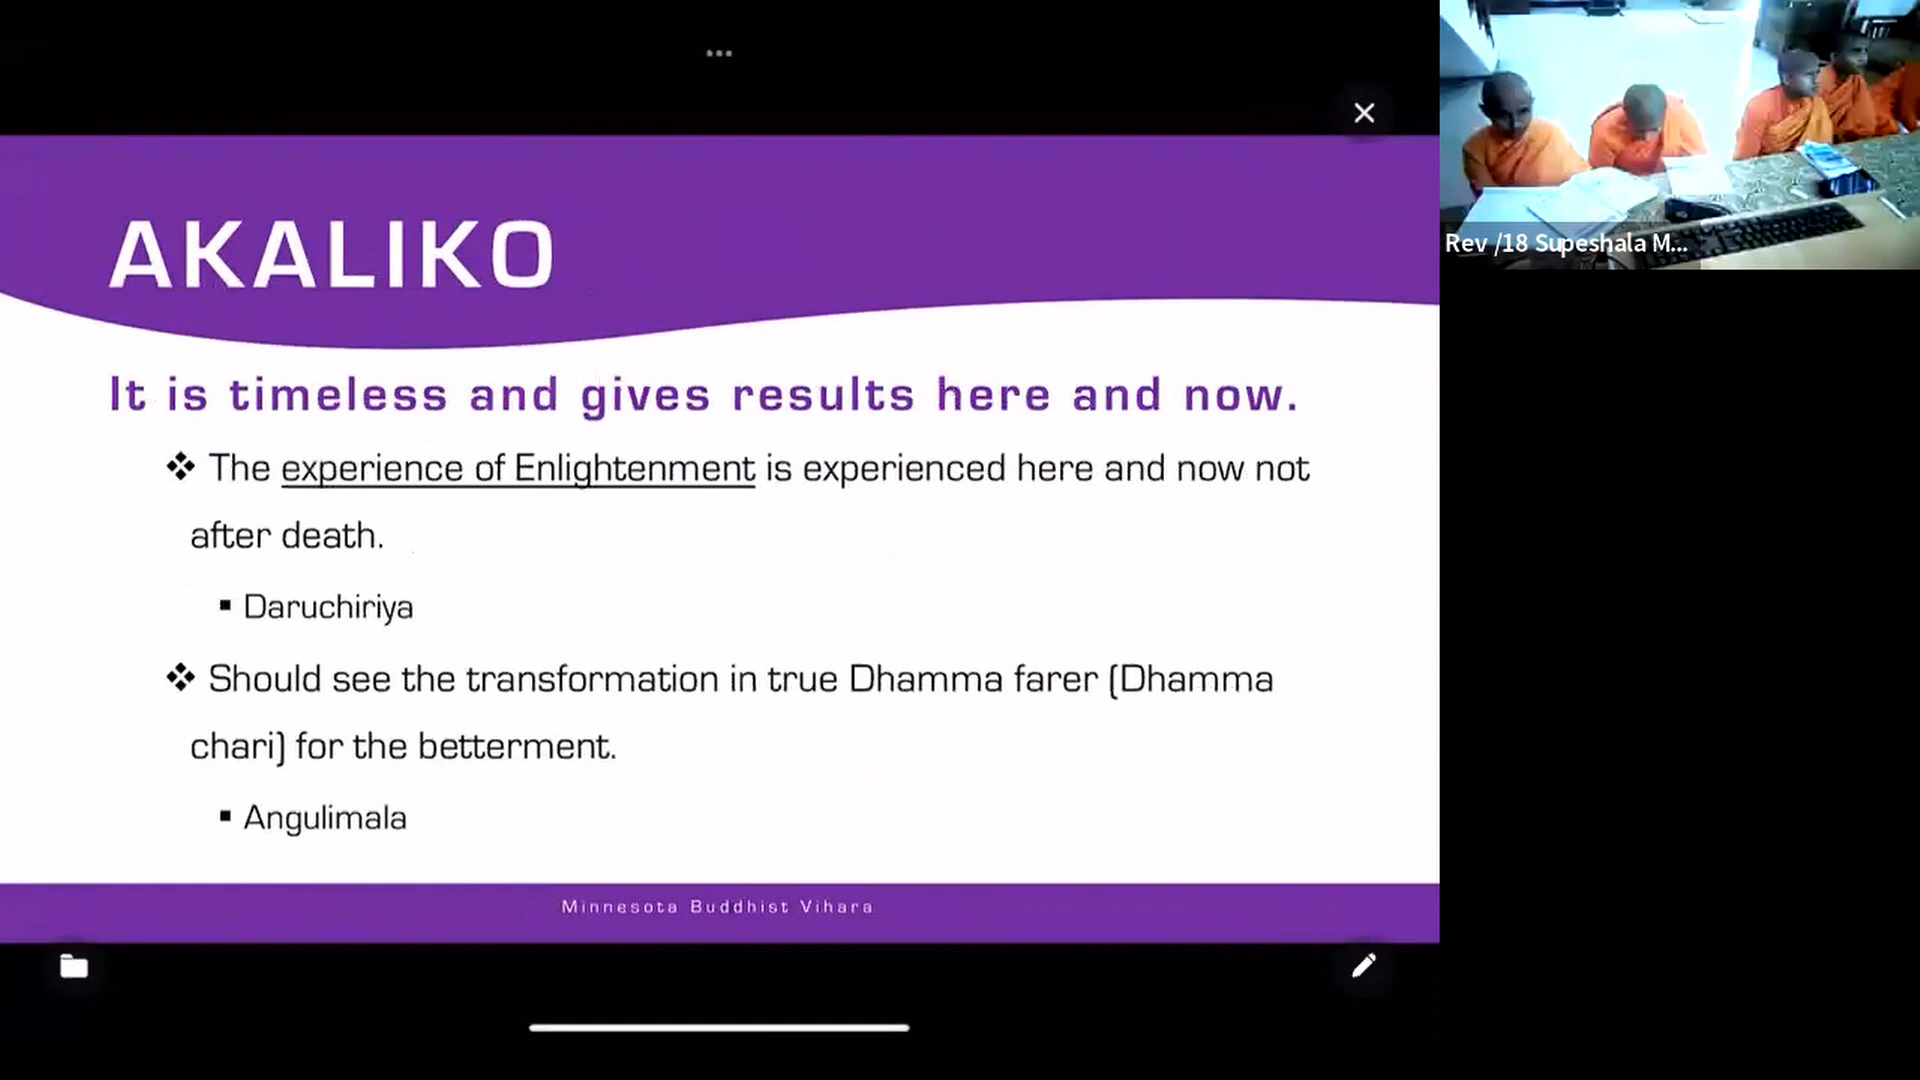 AKALIKO
It is timeless and gives results here and now.
❖ The experience of Enlightenment is experienced here and now not
after death.
▪ Daruchiriya
❖ Should see the transformation in true Dhamma farer (Dhamma
chari) for the betterment.
▪ Angulimala
Minnesota Buddhist Vihara
Rev /18 Supeshala M...